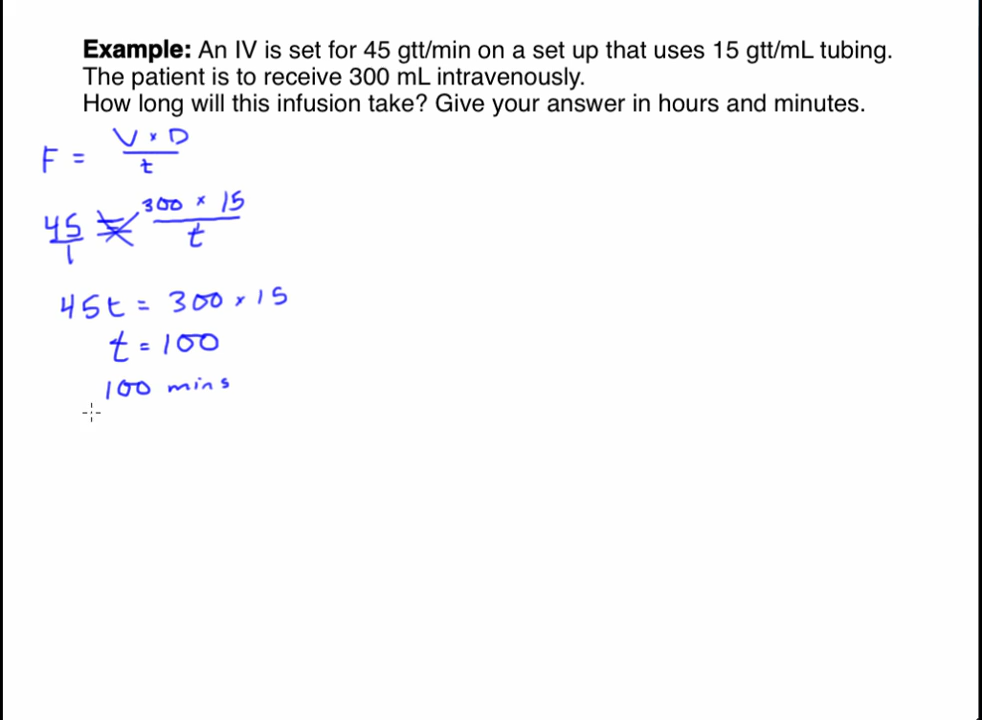 Example: An IV is set for 45 gtt/min on a set up that uses 15 gtt/mL tubing.
The patient is to receive 300 mL intravenously.
How long will this infusion take? Give your answer in hours and minutes.
F = V × D / t
45/1 = 300 × 15 / t
45t = 300 × 15
t = 100
100 mins